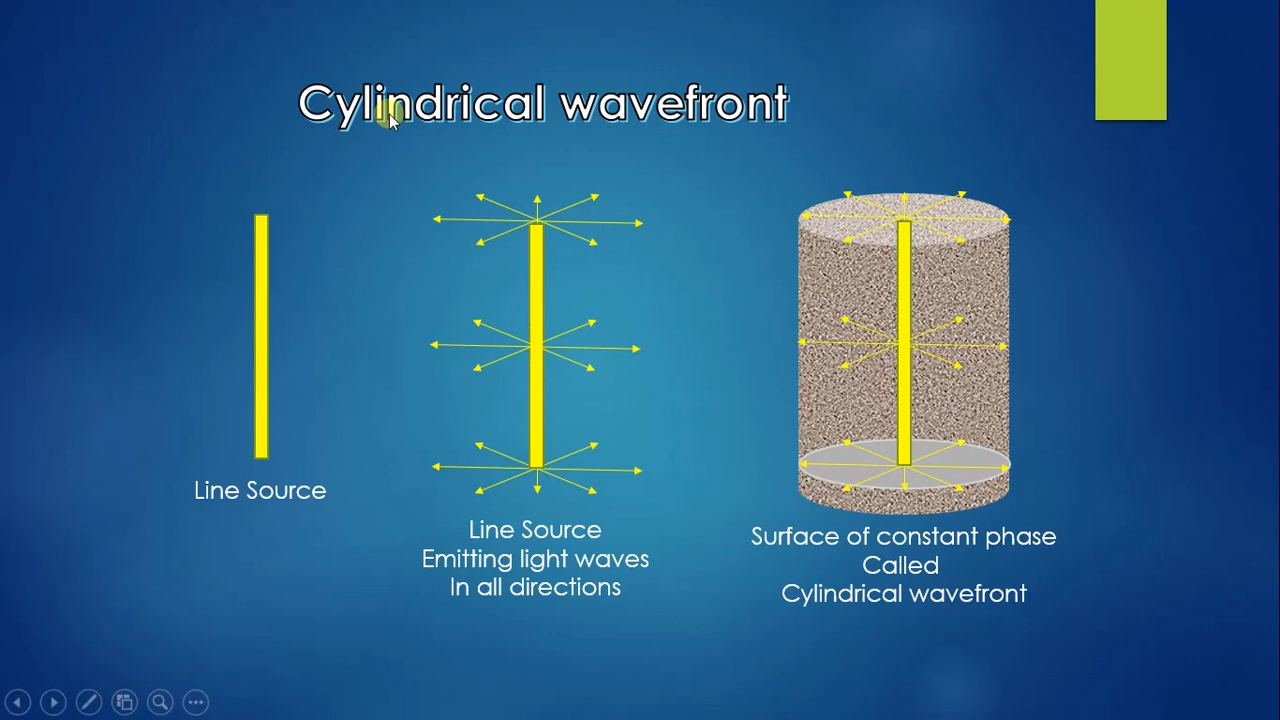 Cylindrical wavefront
Line Source
Line Source
Emitting light waves
In all directions
Surface of constant phase
Called
Cylindrical wavefront